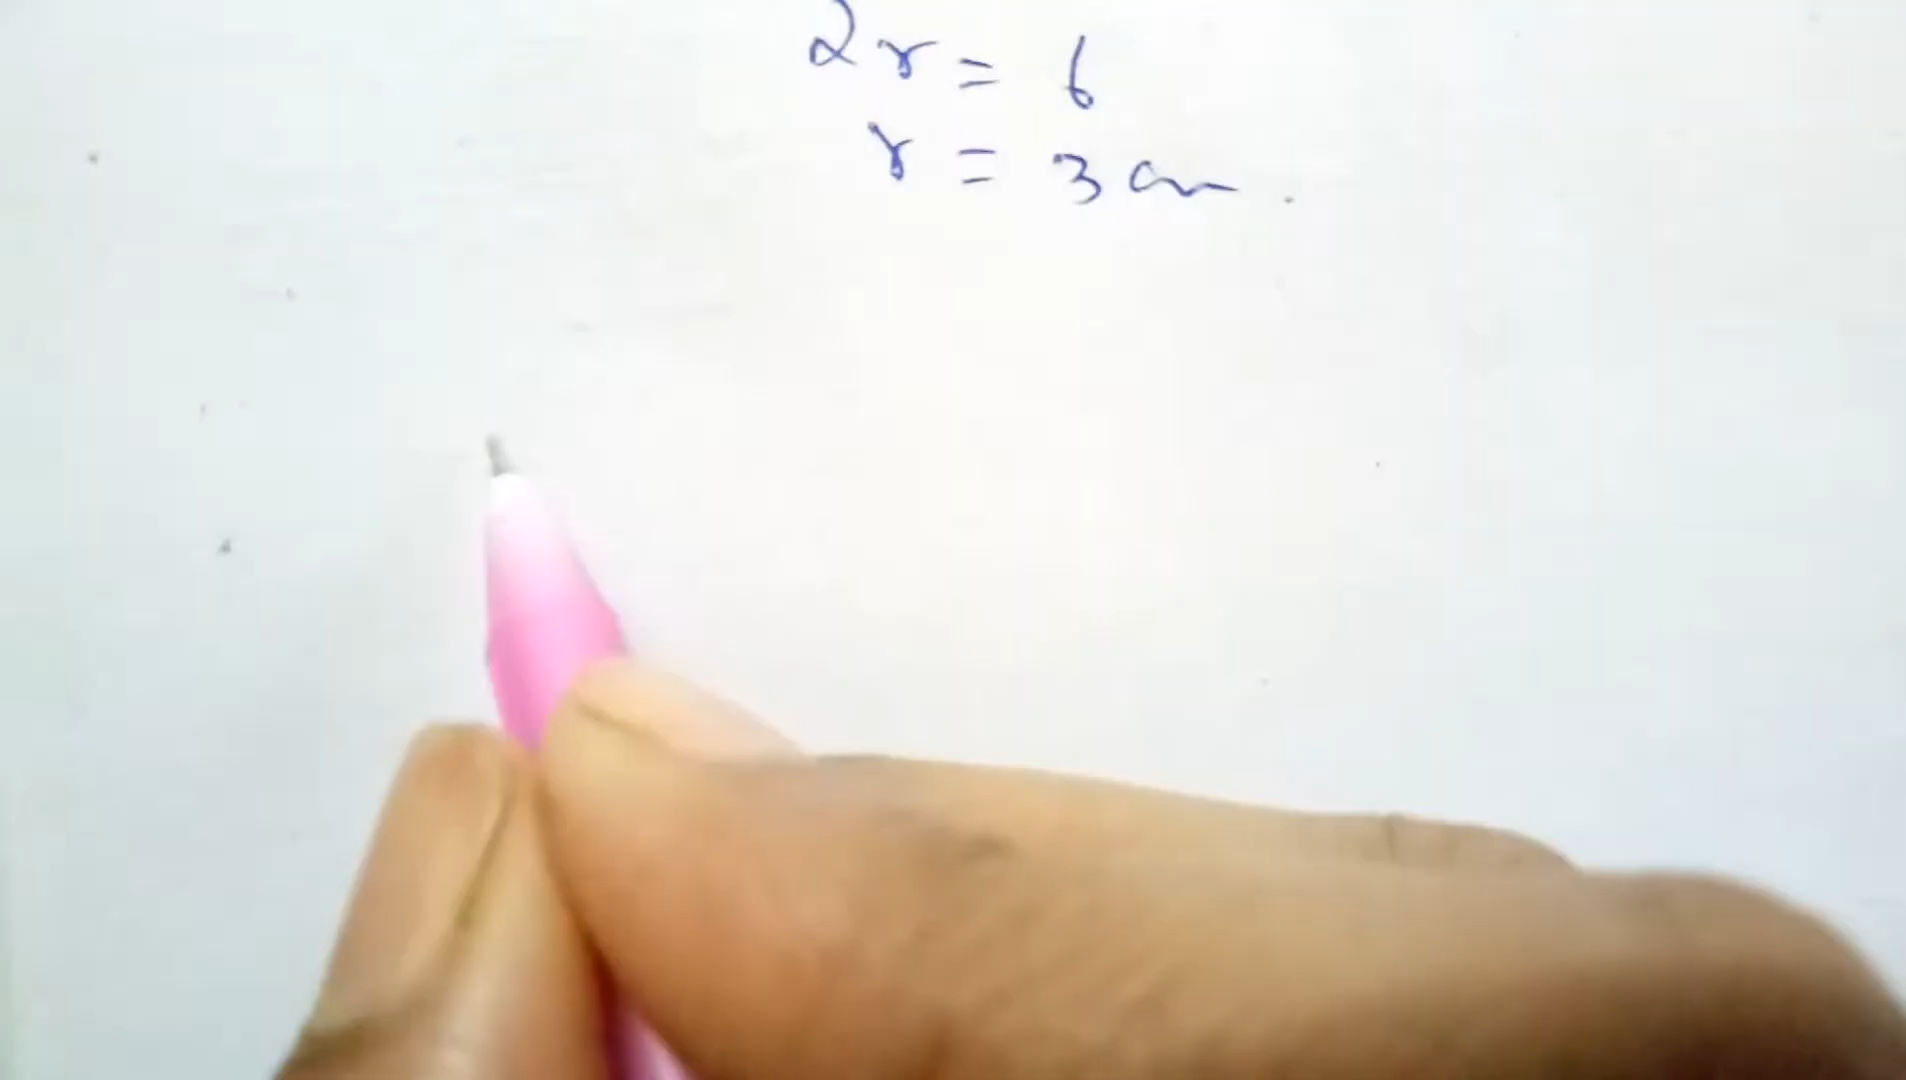 2r = 6
r = 3 cm.